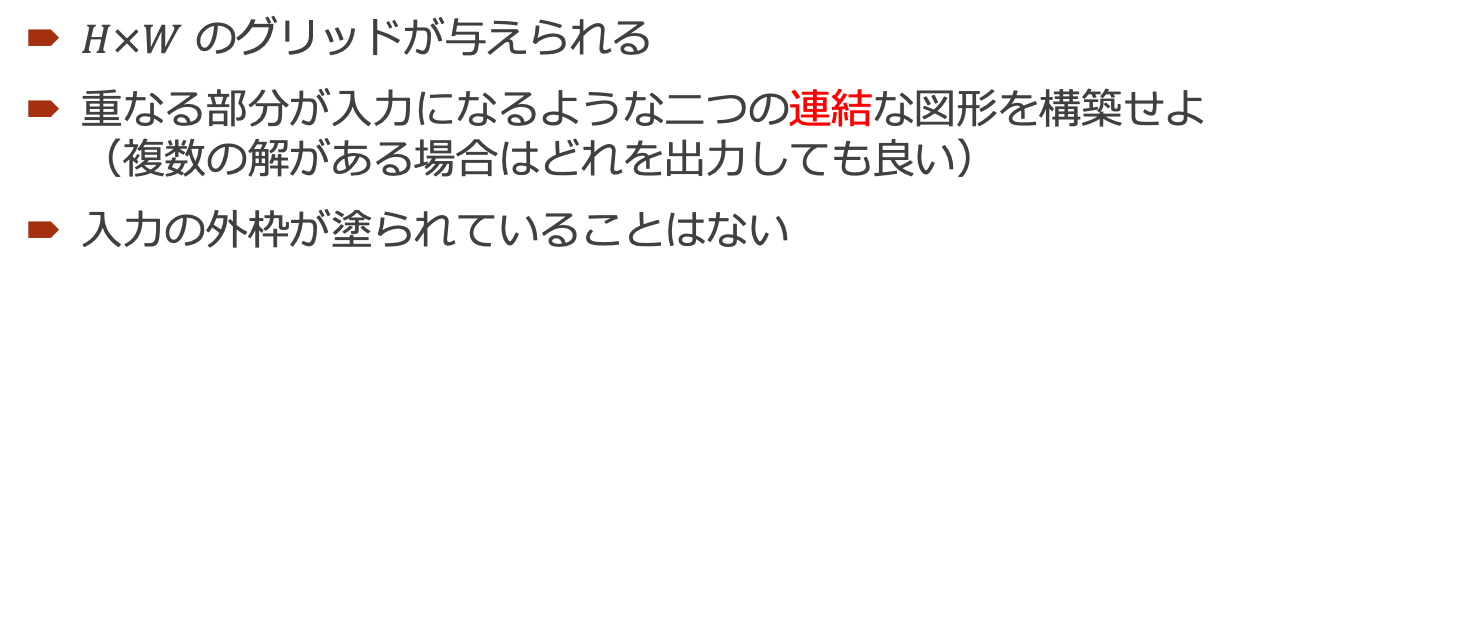 H×W のグリッドが与えられる
重なる部分が入力になるような二つの連結な図形を構築せよ
（複数の解がある場合はどれを出力しても良い）
入力の外枠が塗られていることはない